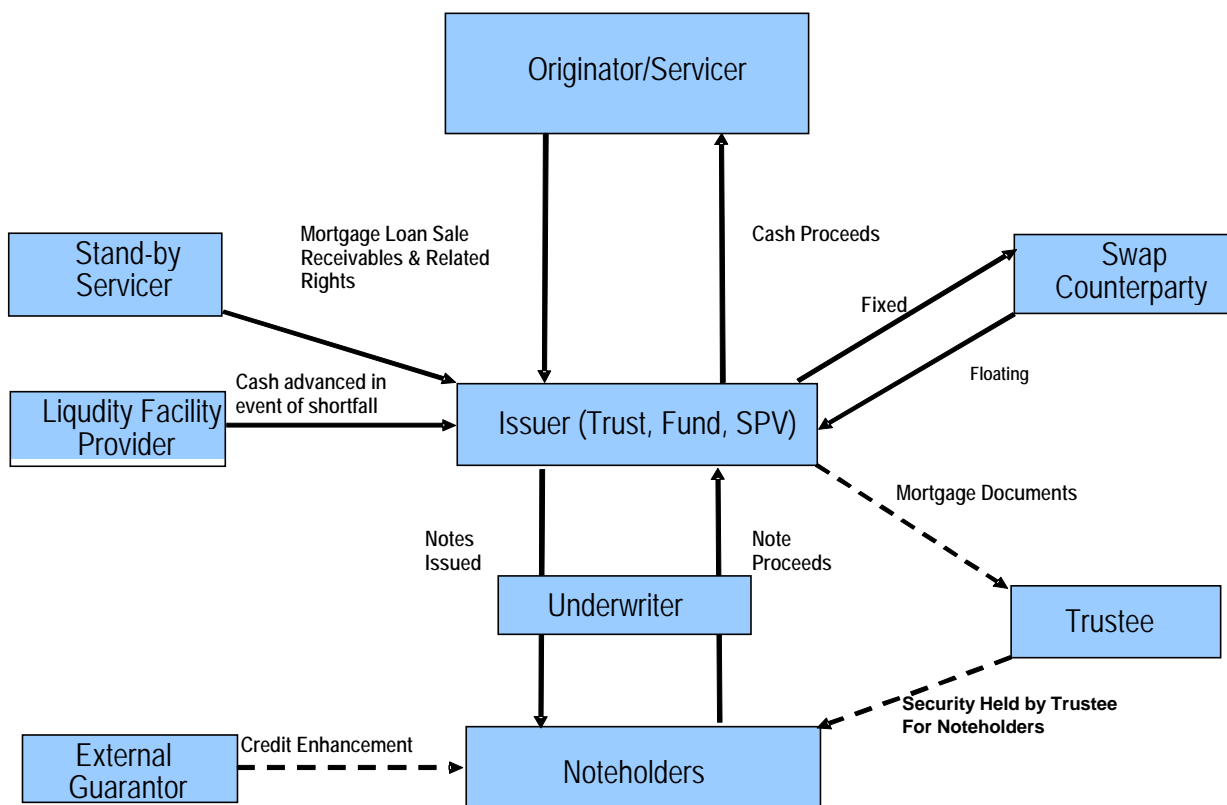 Originator/Servicer
Mortgage Loan Sale
Receivables & Related
Rights
Cash Proceeds
Stand-by
Servicer
Swap
Counterparty
Fixed
Floating
Cash advanced in
event of shortfall
Liqudity Facility
Provider
Issuer (Trust, Fund, SPV)
Mortgage Documents
Notes
Issued
Note
Proceeds
Underwriter
Trustee
Security Held by Trustee
For Noteholders
Credit Enhancement
External
Guarantor
Noteholders